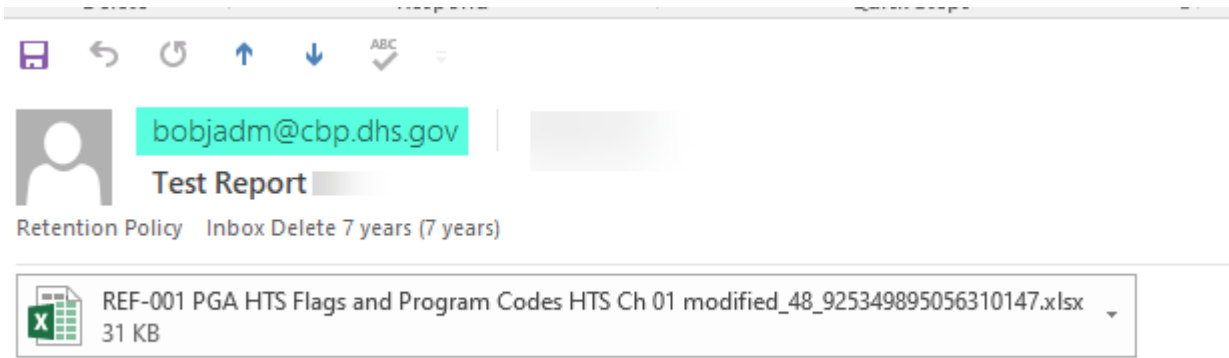 ABC
bobjadm@cbp.dhs.gov
Test Report
Retention Policy Inbox Delete 7 years (7 years)
REF-001 PGA HTS Flags and Program Codes HTS Ch 01 modified_48_925349895056310147.xlsx
31 KB